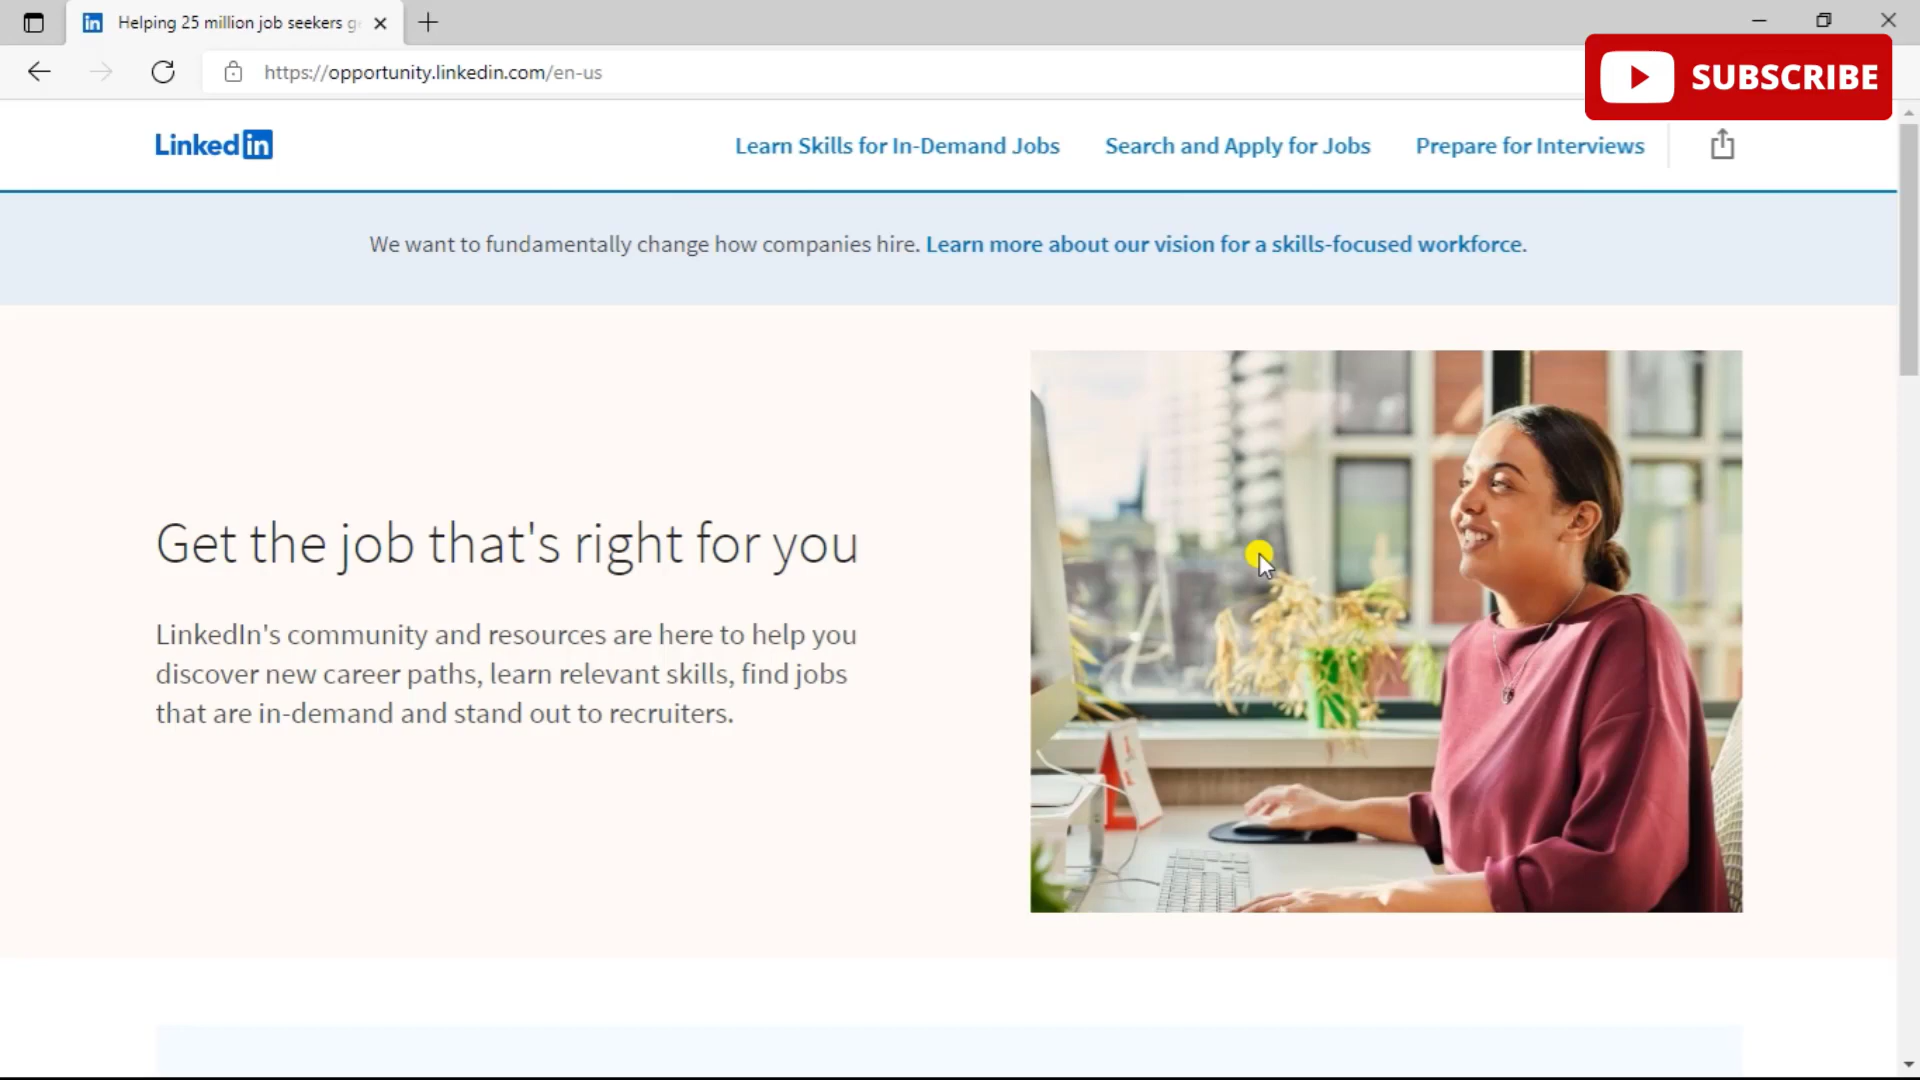 Helping 25 million job seekers g
https://opportunity.linkedin.com/en-us
SUBSCRIBE
LinkedIn
Learn Skills for In-Demand Jobs
Search and Apply for Jobs
Prepare for Interviews
We want to fundamentally change how companies hire. Learn more about our vision for a skills-focused workforce.
Get the job that's right for you
LinkedIn's community and resources are here to help you
discover new career paths, learn relevant skills, find jobs
that are in-demand and stand out to recruiters.